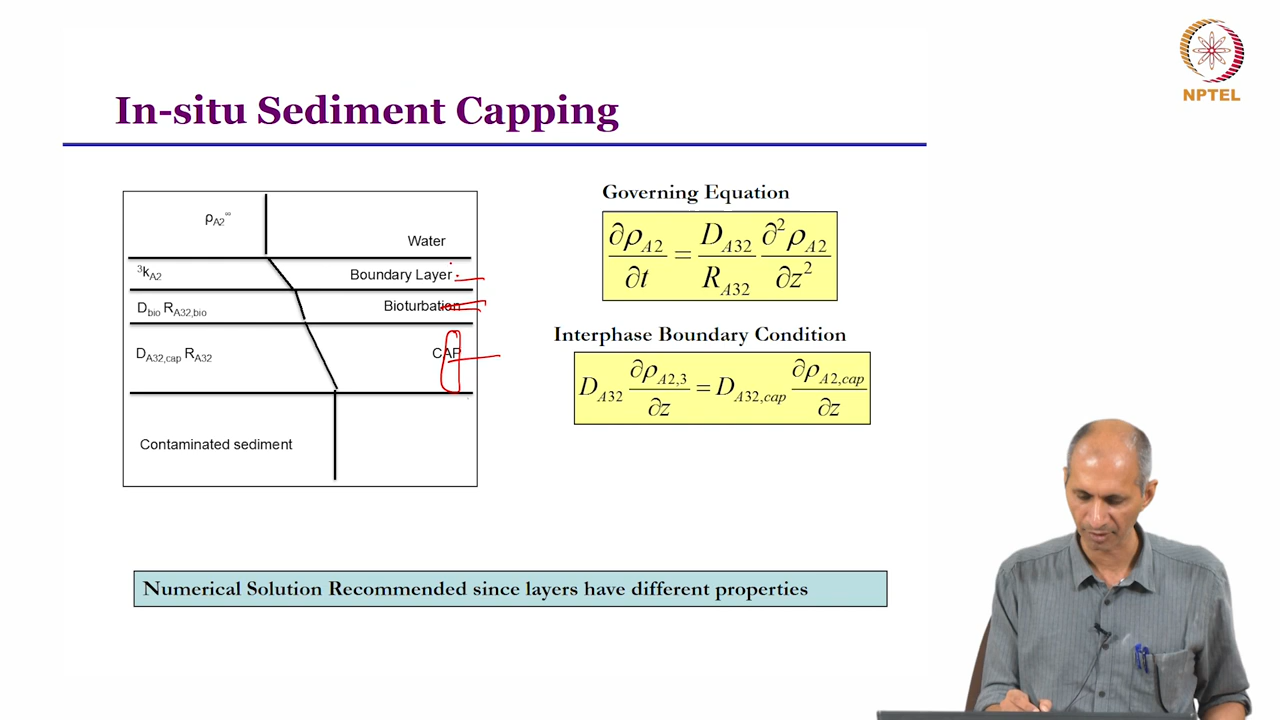 NPTEL
In-situ Sediment Capping
ρA2∞
Water
³kA2
Boundary Layer
Dbio RA32,bio
Bioturbation
DA32,cap RA32
CAP
Contaminated sediment
Governing Equation
∂ρA2/∂t = DA32/RA32 ∂²ρA2/∂z²
Interphase Boundary Condition
DA32 ∂ρA2,3/∂z = DA32,cap ∂ρA2,cap/∂z
Numerical Solution Recommended since layers have different properties